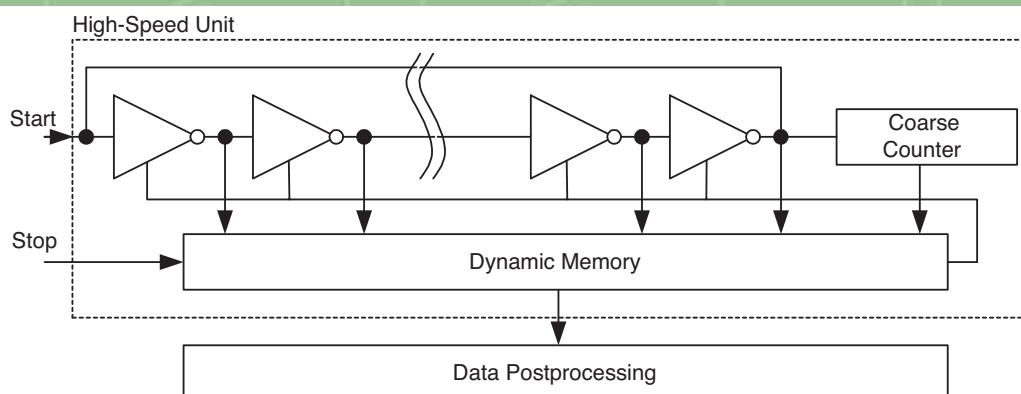 High-Speed Unit
Start
Coarse
Counter
Stop
Dynamic Memory
Data Postprocessing